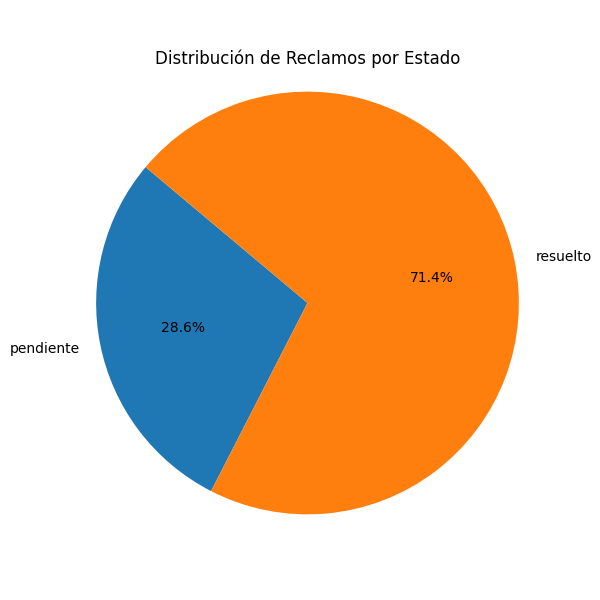 Distribución de Reclamos por Estado
resuelto
71.4%
28.6%
pendiente